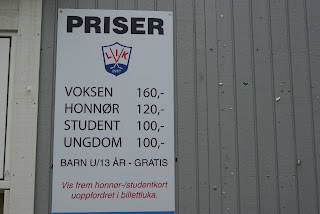 PRISER
VIK
VOKSEN 160,-
HONNØR 120,-
STUDENT 100,-
UNGDOM 100,-
BARN U/13 ÅR - GRATIS
Vis frem honnør-/studentkort
uoppfordret i billettluka.